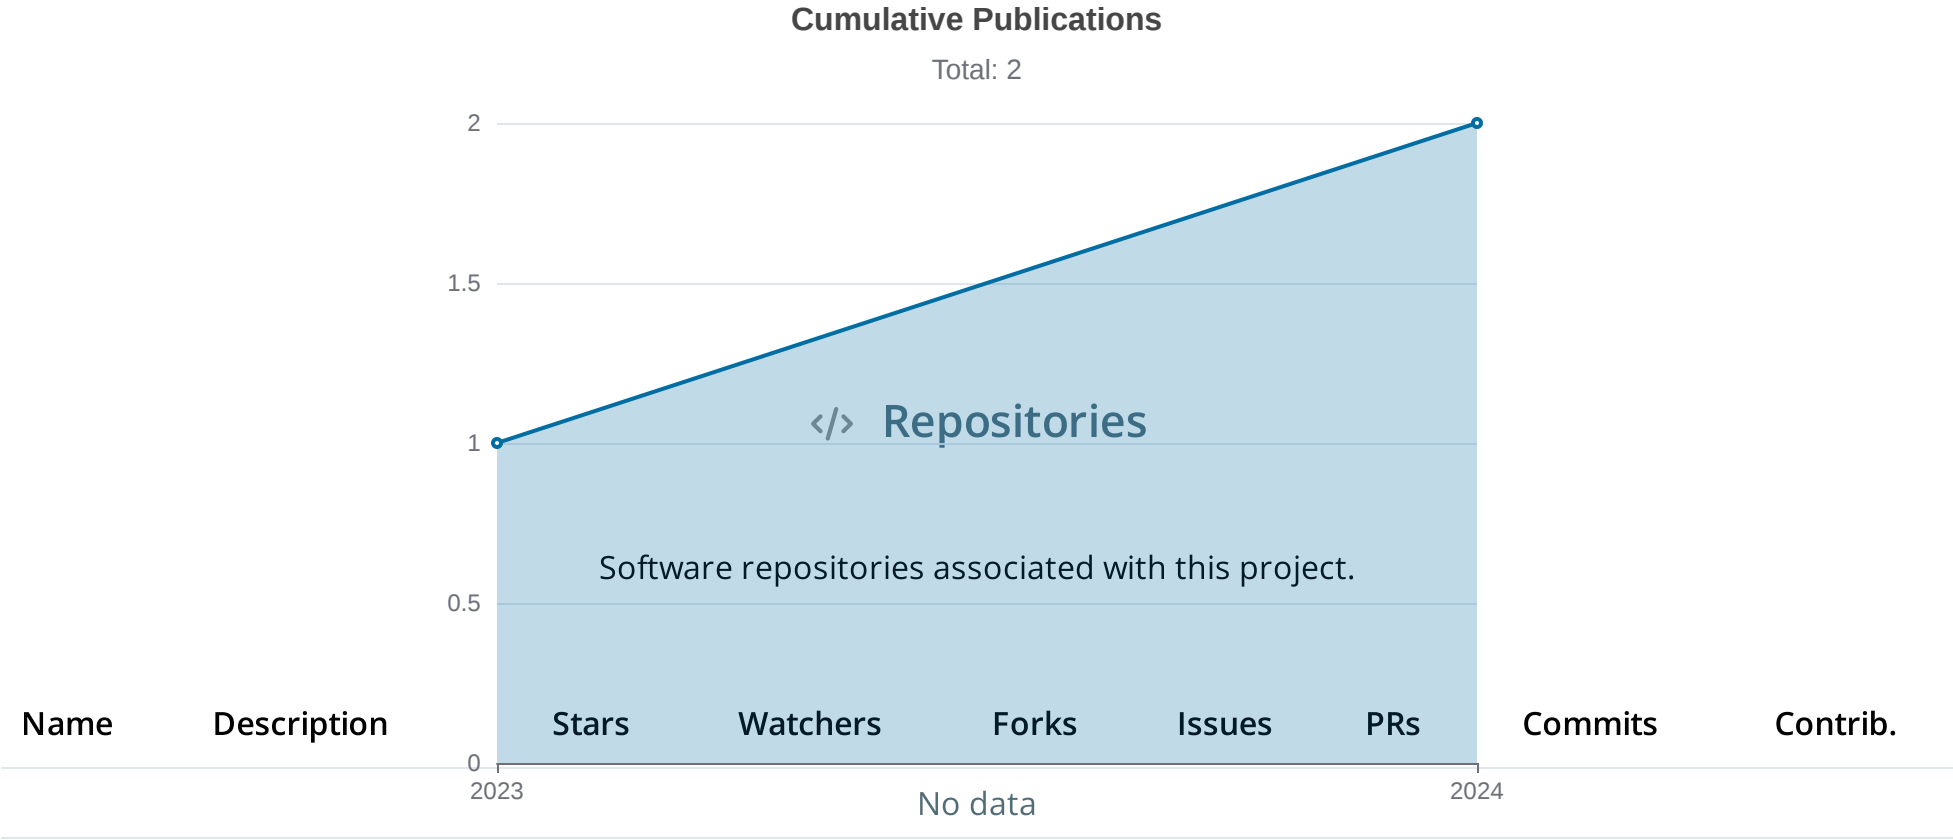 Cumulative Publications
Total: 2
2
1.5
</> Repositories
1
Software repositories associated with this project.
0.5
Name Description Stars Watchers Forks Issues PRs Commits Contrib.
0
2023 2024
No data